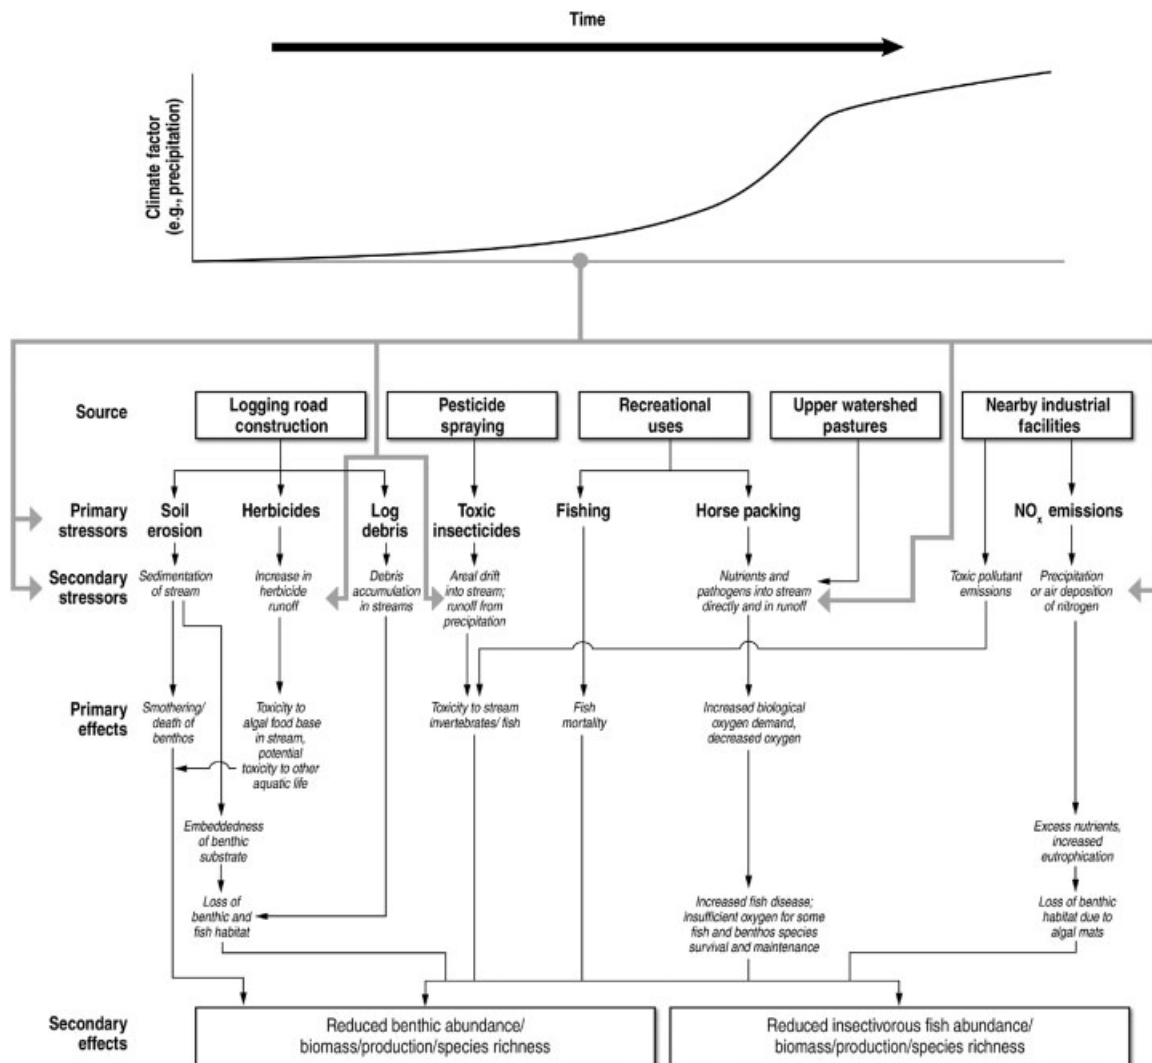 Time
Climate factor
(e.g., precipitation)
Source
Logging road
construction
Pesticide
spraying
Recreational
uses
Upper watershed
pastures
Nearby industrial
facilities
Primary
stressors
Soil
erosion
Herbicides
Log
debris
Toxic
insecticides
Fishing
Horse packing
NOx emissions
Secondary
stressors
Sedimentation
of stream
Increase in
herbicide
runoff
Debris
accumulation
in streams
Areal drift
into stream;
runoff from
precipitation
Nutrients and
pathogens into stream
directly and in runoff
Toxic pollutant
emissions
Precipitation
or air deposition
of nitrogen
Primary
effects
Smothering/
death of
benthos
Toxicity to
algal food base
in stream,
potential
toxicity to other
aquatic life
Toxicity to stream
invertebrates/ fish
Fish
mortality
Increased biological
oxygen demand,
decreased oxygen
Embeddedness
of benthic
substrate
Excess nutrients,
increased
eutrophication
Loss of
benthic and
fish habitat
Increased fish disease;
insufficient oxygen for some
fish and benthos species
survival and maintenance
Loss of benthic
habitat due to
algal mats
Secondary
effects
Reduced benthic abundance/
biomass/production/species richness
Reduced insectivorous fish abundance/
biomass/production/species richness